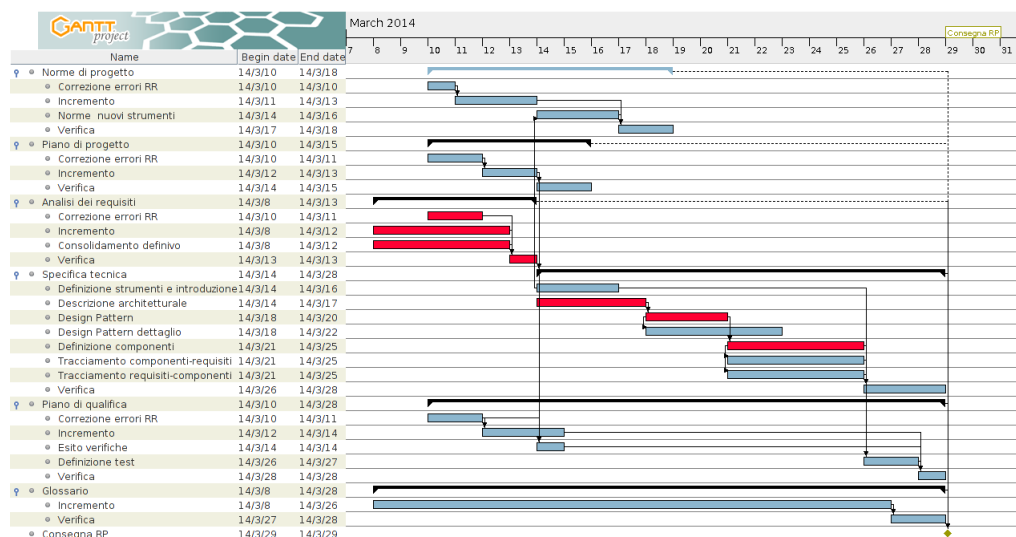 GANTT project
March 2014
Consegna RP
7 8 9 10 11 12 13 14 15 16 17 18 19 20 21 22 23 24 25 26 27 28 29 30 31
Name Begin date End date
Norme di progetto 14/3/10 14/3/18
Correzione errori RR 14/3/10 14/3/10
Incremento 14/3/11 14/3/13
Norme nuovi strumenti 14/3/14 14/3/16
Verifica 14/3/17 14/3/18
Piano di progetto 14/3/10 14/3/15
Correzione errori RR 14/3/10 14/3/11
Incremento 14/3/12 14/3/13
Verifica 14/3/14 14/3/15
Analisi dei requisiti 14/3/8 14/3/13
Correzione errori RR 14/3/10 14/3/11
Incremento 14/3/8 14/3/12
Consolidamento definivo 14/3/8 14/3/12
Verifica 14/3/13 14/3/13
Specifica tecnica 14/3/14 14/3/28
Definizione strumenti e introduzione 14/3/14 14/3/16
Descrizione architetturale 14/3/14 14/3/17
Design Pattern 14/3/18 14/3/20
Design Pattern dettaglio 14/3/18 14/3/22
Definizione componenti 14/3/21 14/3/25
Tracciamento componenti-requisiti 14/3/21 14/3/25
Tracciamento requisiti-componenti 14/3/21 14/3/25
Verifica 14/3/26 14/3/28
Piano di qualifica 14/3/10 14/3/28
Correzione errori RR 14/3/10 14/3/11
Incremento 14/3/12 14/3/14
Esito verifiche 14/3/14 14/3/14
Definizione test 14/3/26 14/3/27
Verifica 14/3/28 14/3/28
Glossario 14/3/8 14/3/28
Incremento 14/3/8 14/3/26
Verifica 14/3/27 14/3/28
Consegna RP 14/3/29 14/3/29